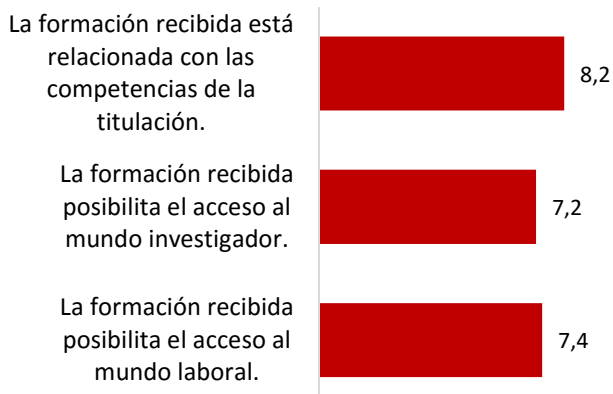 La formación recibida está
relacionada con las
competencias de la
titulación.
8,2
La formación recibida
posibilita el acceso al
mundo investigador.
7,2
La formación recibida
posibilita el acceso al
mundo laboral.
7,4